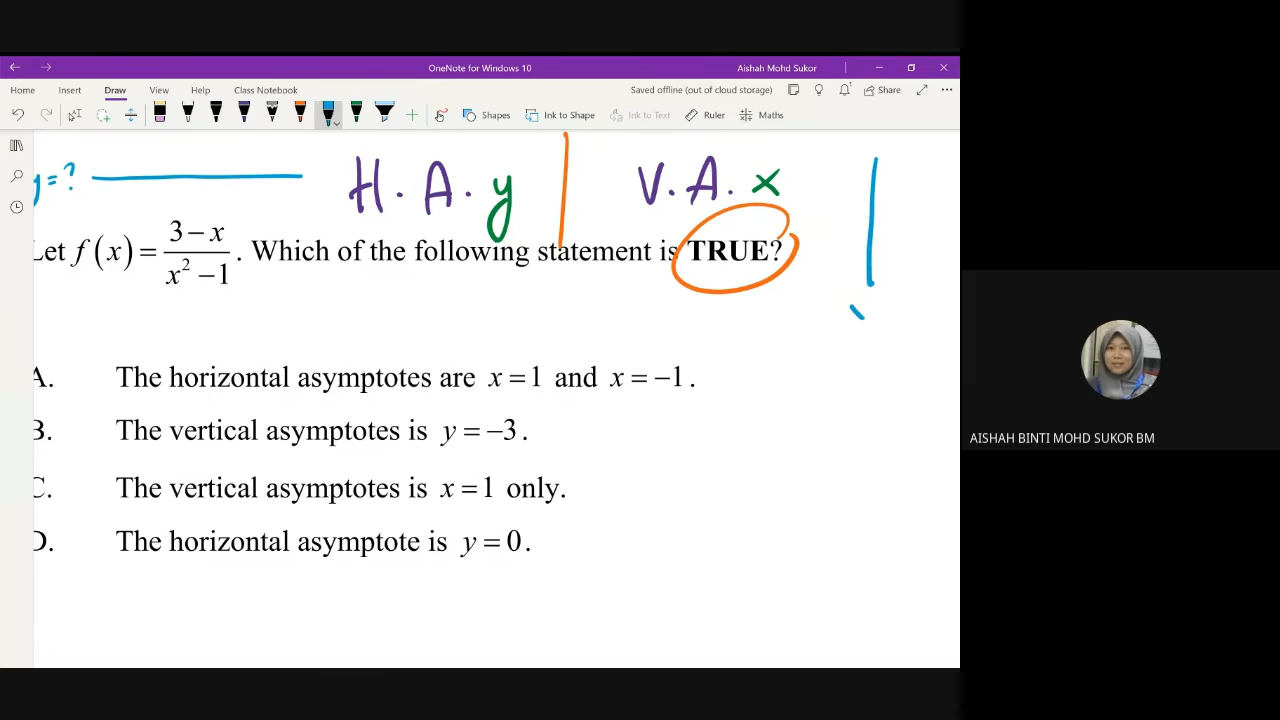 OneNote for Windows 10
Aishah Mohd Sukor
Home Insert Draw View Help Class Notebook
Saved offline (out of cloud storage)
Share
Shapes
Ink to Shape
Ink to Text
Ruler
Maths
y = ?
H. A. y
V. A. x
Let f(x) = (3 − x)/(x² − 1). Which of the following statement is TRUE?
A. The horizontal asymptotes are x = 1 and x = −1.
B. The vertical asymptotes is y = −3.
C. The vertical asymptotes is x = 1 only.
D. The horizontal asymptote is y = 0.
AISHAH BINTI MOHD SUKOR BM